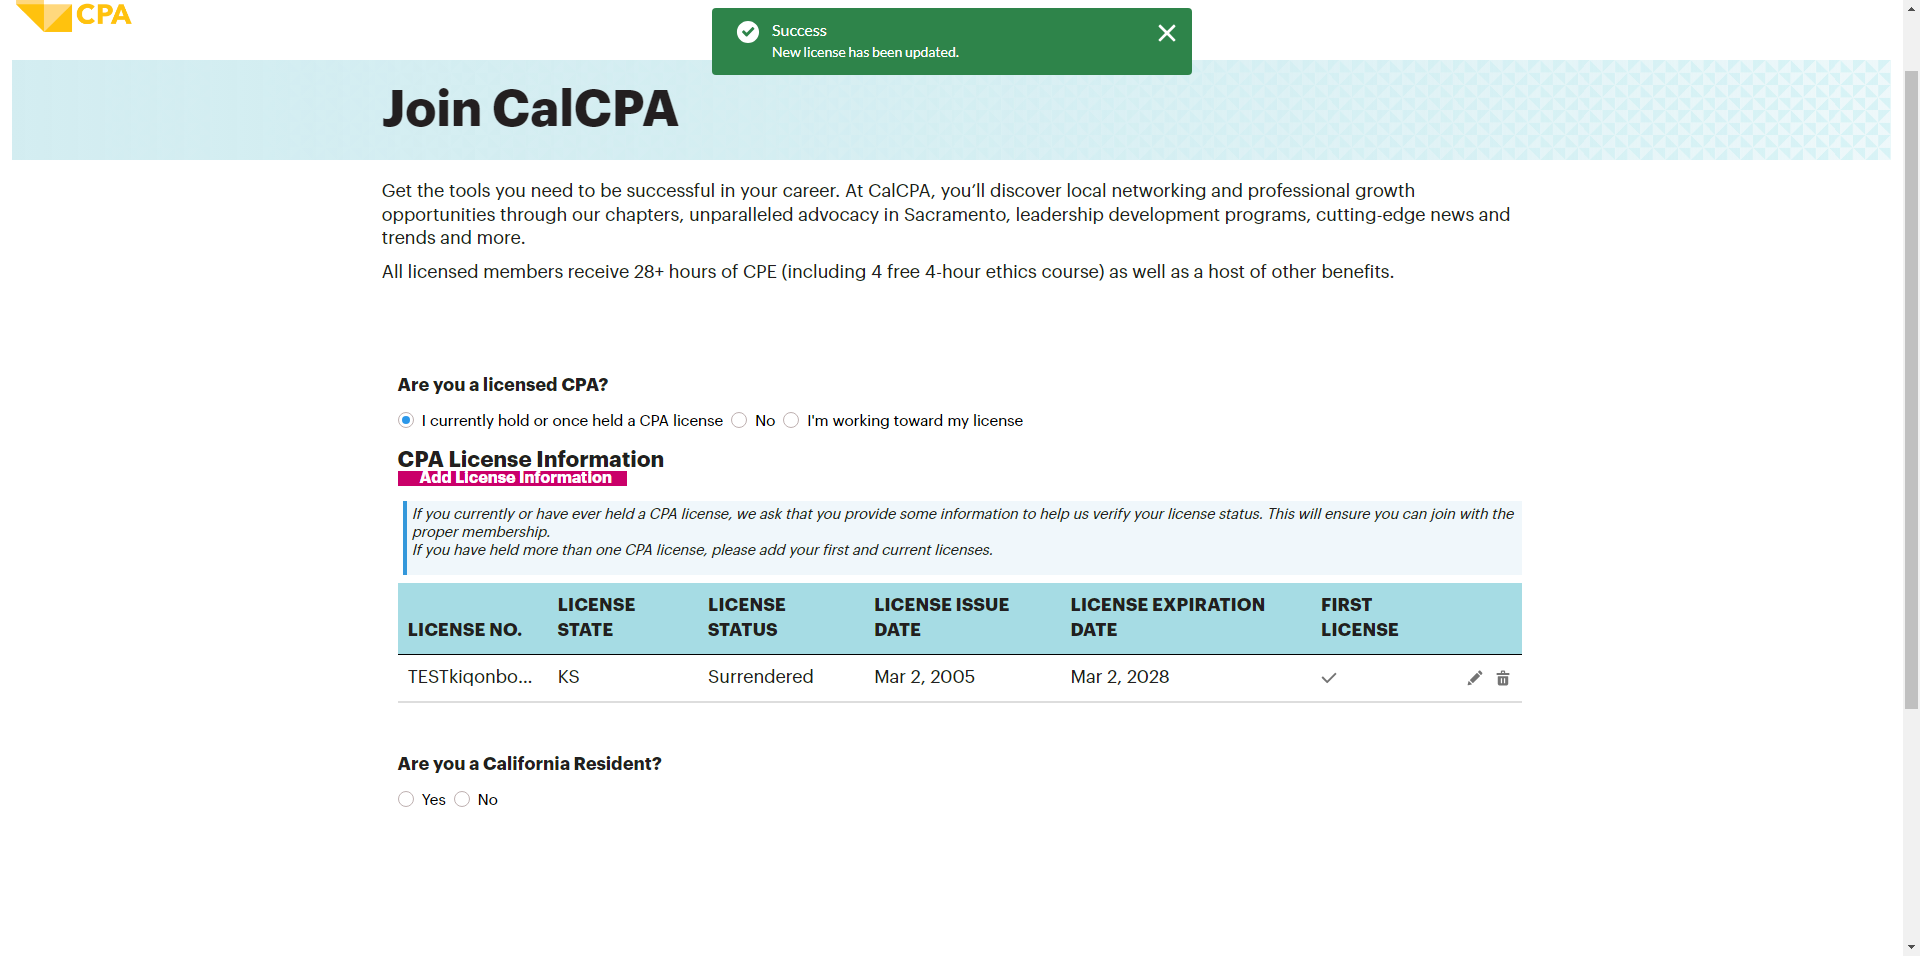 CPA
Success
New license has been updated.
Join CalCPA
Get the tools you need to be successful in your career. At CalCPA, you’ll discover local networking and professional growth
opportunities through our chapters, unparalleled advocacy in Sacramento, leadership development programs, cutting-edge news and
trends and more.
All licensed members receive 28+ hours of CPE (including 4 free 4-hour ethics course) as well as a host of other benefits.
Are you a licensed CPA?
I currently hold or once held a CPA license No I'm working toward my license
CPA License Information
Add License Information
If you currently or have ever held a CPA license, we ask that you provide some information to help us verify your license status. This will ensure you can join with the
proper membership.
If you have held more than one CPA license, please add your first and current licenses.
LICENSE NO. LICENSE STATE LICENSE STATUS LICENSE ISSUE DATE LICENSE EXPIRATION DATE FIRST LICENSE
TESTkiqonbo... KS Surrendered Mar 2, 2005 Mar 2, 2028
Are you a California Resident?
Yes No